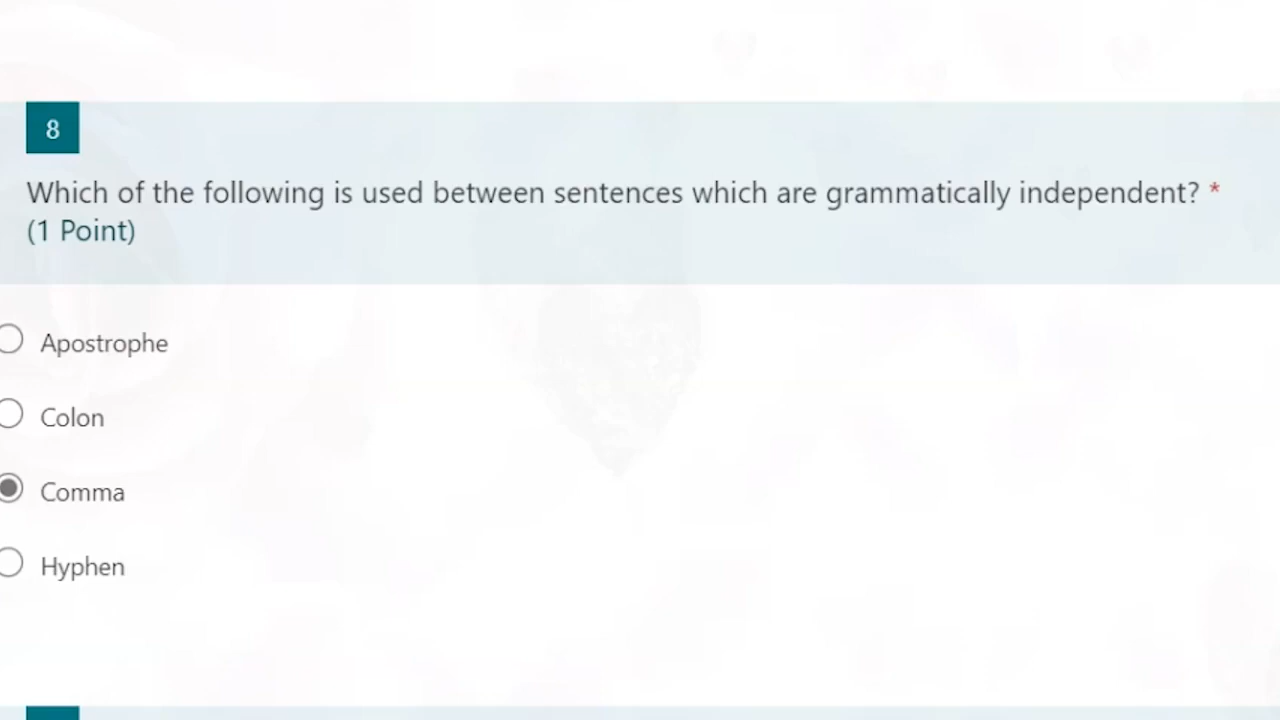 8
Which of the following is used between sentences which are grammatically independent? *
(1 Point)
Apostrophe
Colon
Comma
Hyphen